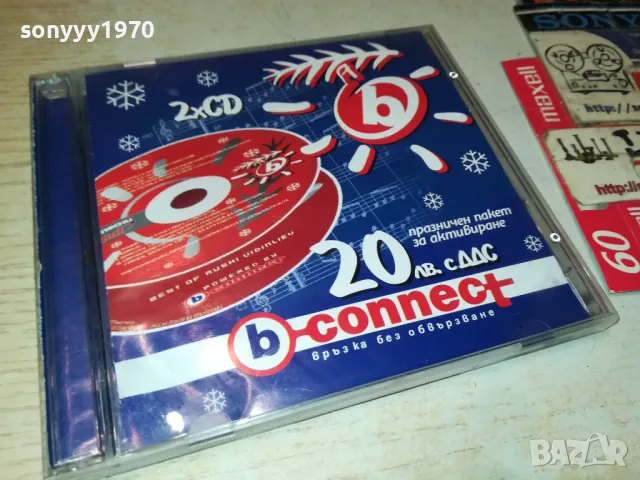 sonyyy1970
2xCD
b
BEST OF RUSHI VIDINLIEV
POWERED BY
b-connect
празничен пакет
за активиране
20 лв. с ДДС
b-connect
връзка без обвързване
SONY
maxell
http://
http:/
60
BAZAR
bg